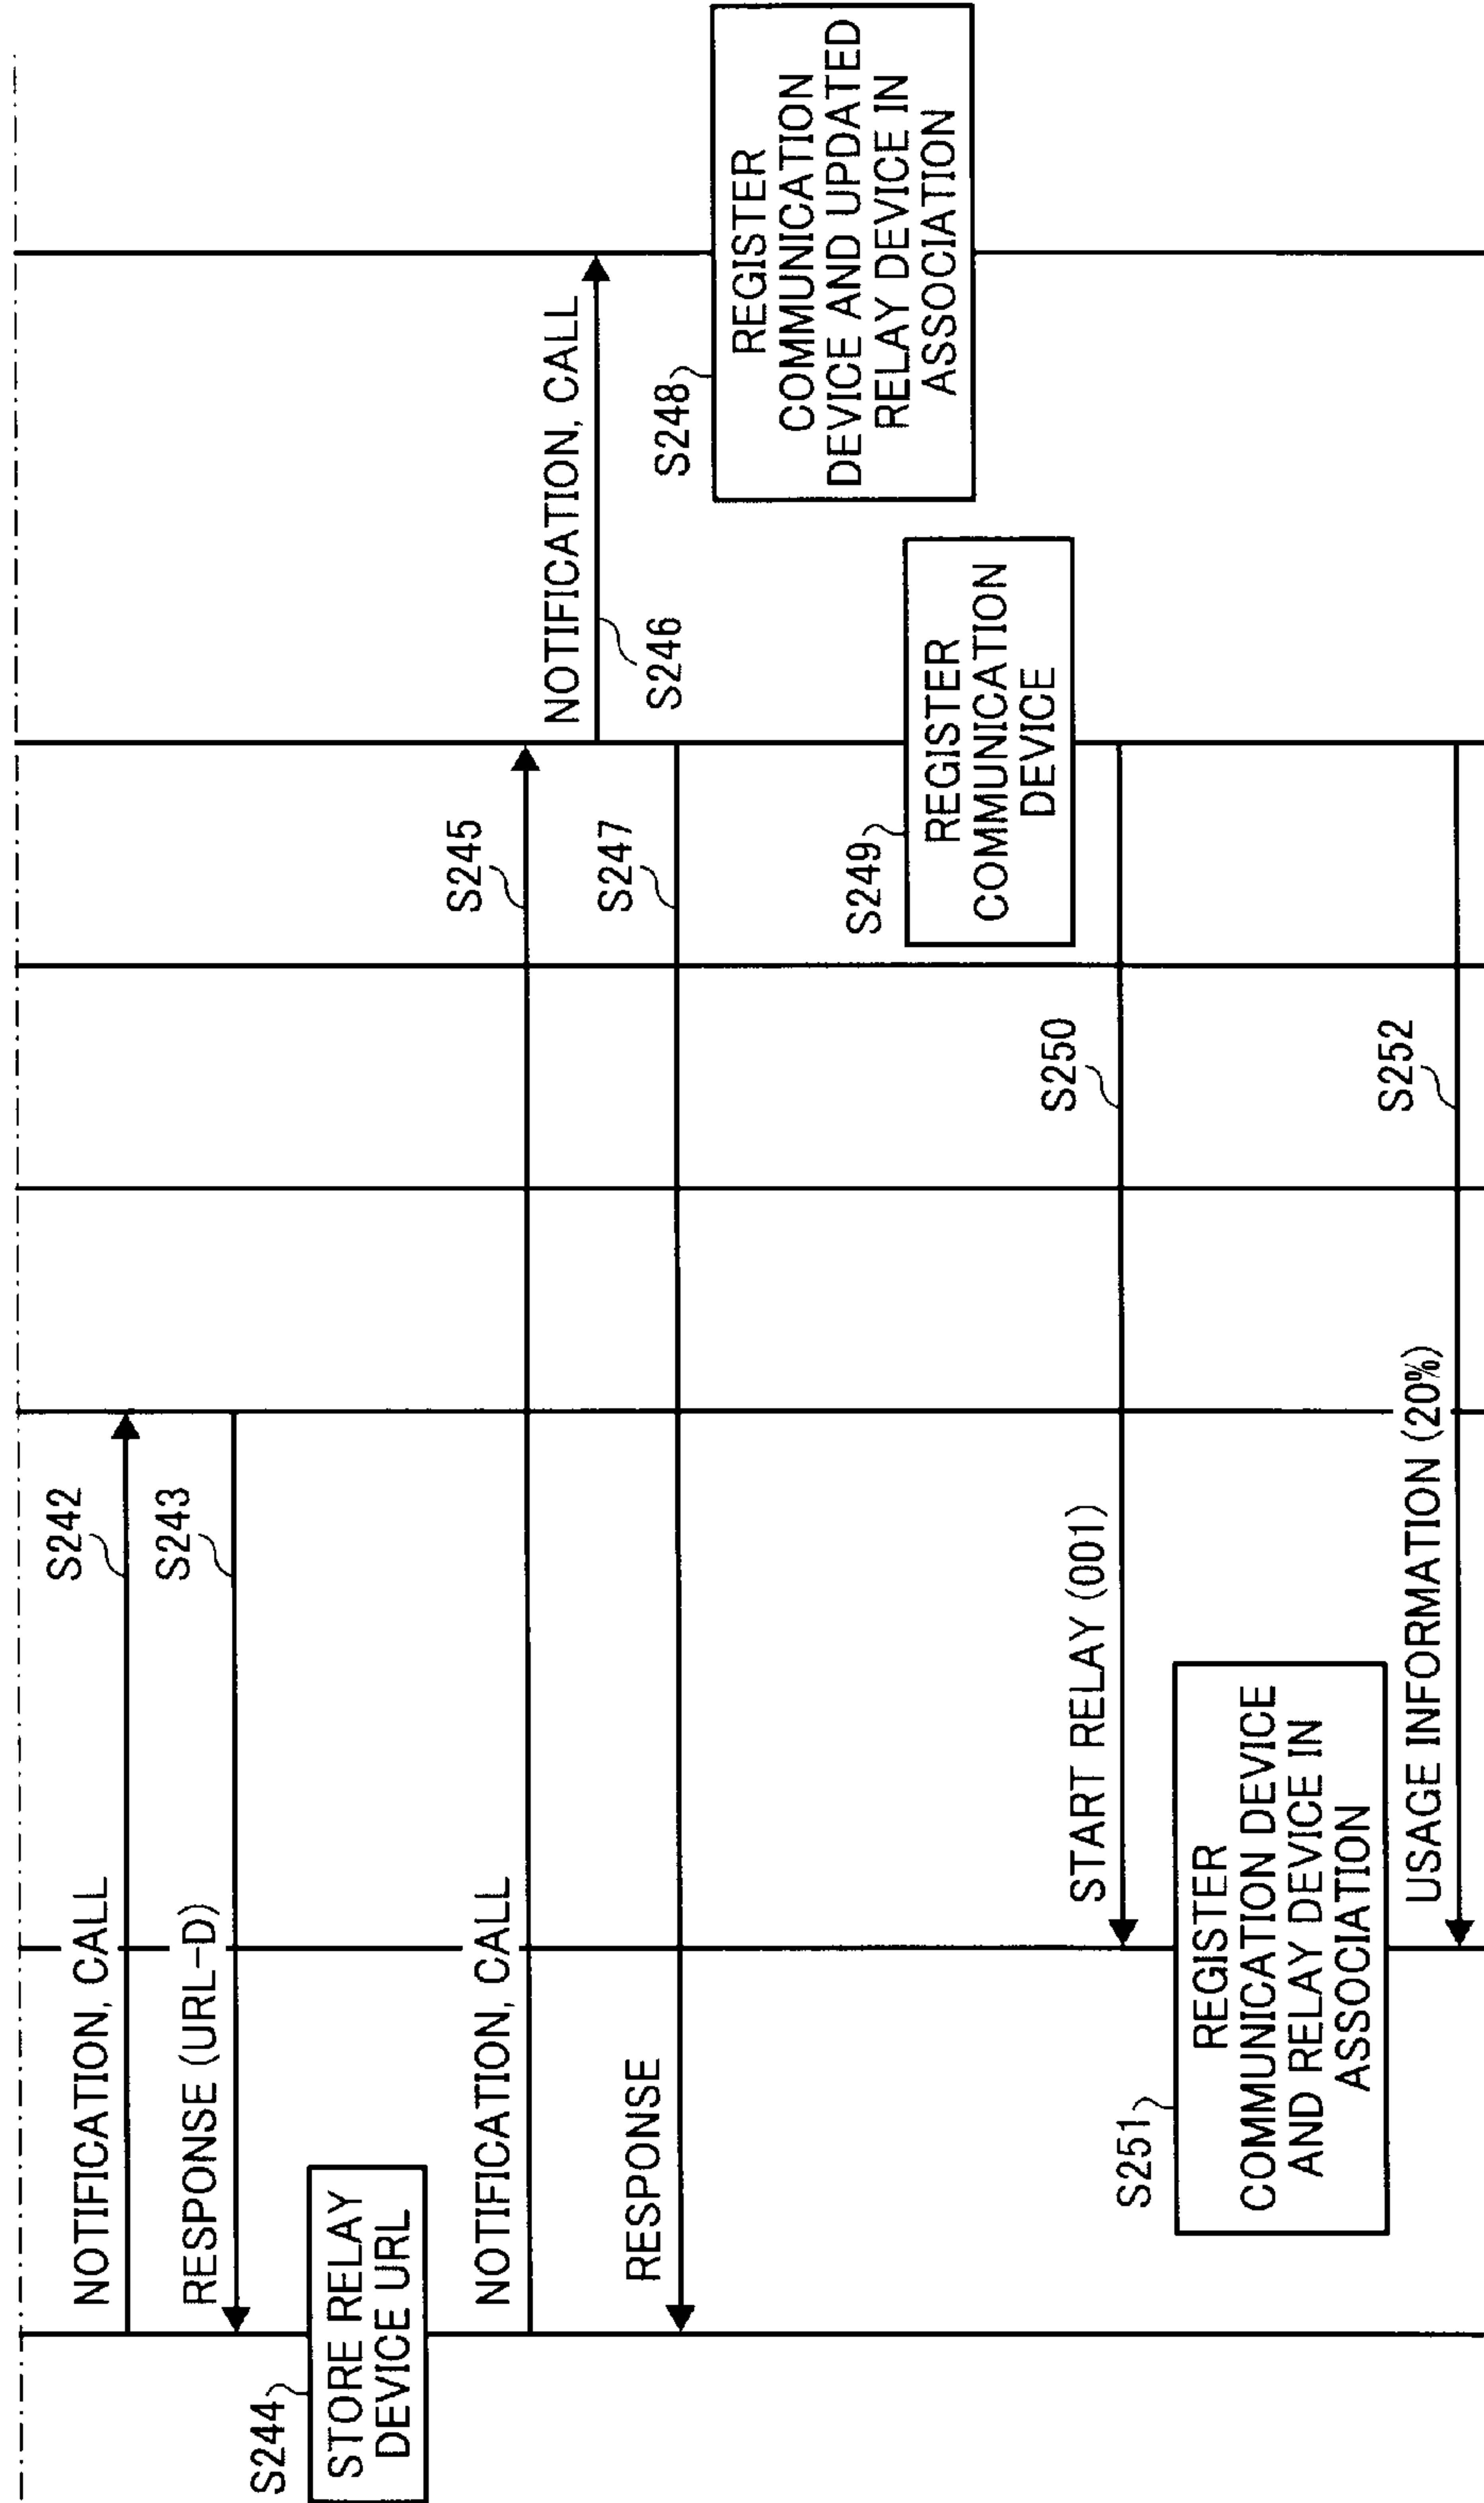 NOTIFICATION, CALL
S242
RESPONSE (URL-D)
S243
S244
STORE RELAY
DEVICE URL
NOTIFICATION, CALL
S245
NOTIFICATION, CALL
S246
RESPONSE
S247
S248
REGISTER
COMMUNICATION
DEVICE AND UPDATED
RELAY DEVICE IN
ASSOCIATION
S249
REGISTER
COMMUNICATION
DEVICE
START RELAY (001)
S250
S251
REGISTER
COMMUNICATION DEVICE
AND RELAY DEVICE IN
ASSOCIATION
USAGE INFORMATION (20%)
S252